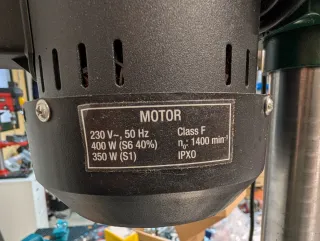 MOTOR
230 V~, 50 Hz Class F
400 W (S6 40%) n₀: 1400 min⁻¹
350 W (S1) IPX0